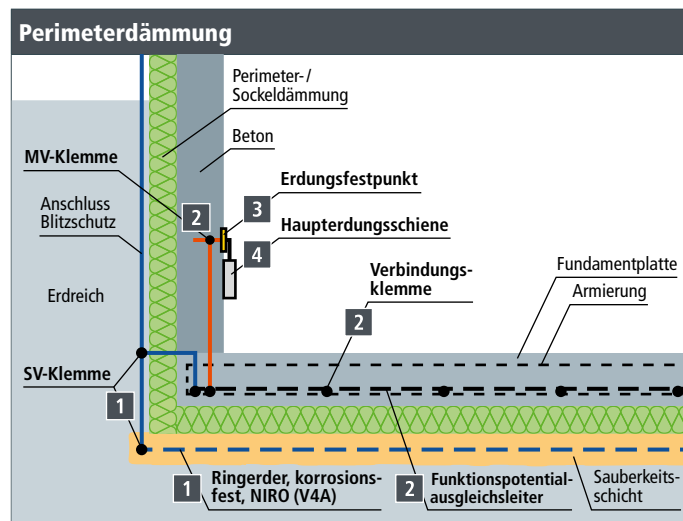 Perimeterdämmung
Perimeter-/
Sockeldämmung
Beton
MV-Klemme
Erdungsfestpunkt
3
2
Anschluss
Blitzschutz
Haupterdungsschiene
4
Verbindungs-
klemme
Fundamentplatte
Armierung
Erdreich
2
SV-Klemme
1
1
Ringerder, korrosions-
fest, NIRO (V4A)
2
Funktionspotential-
ausgleichsleiter
Sauberkeits-
schicht